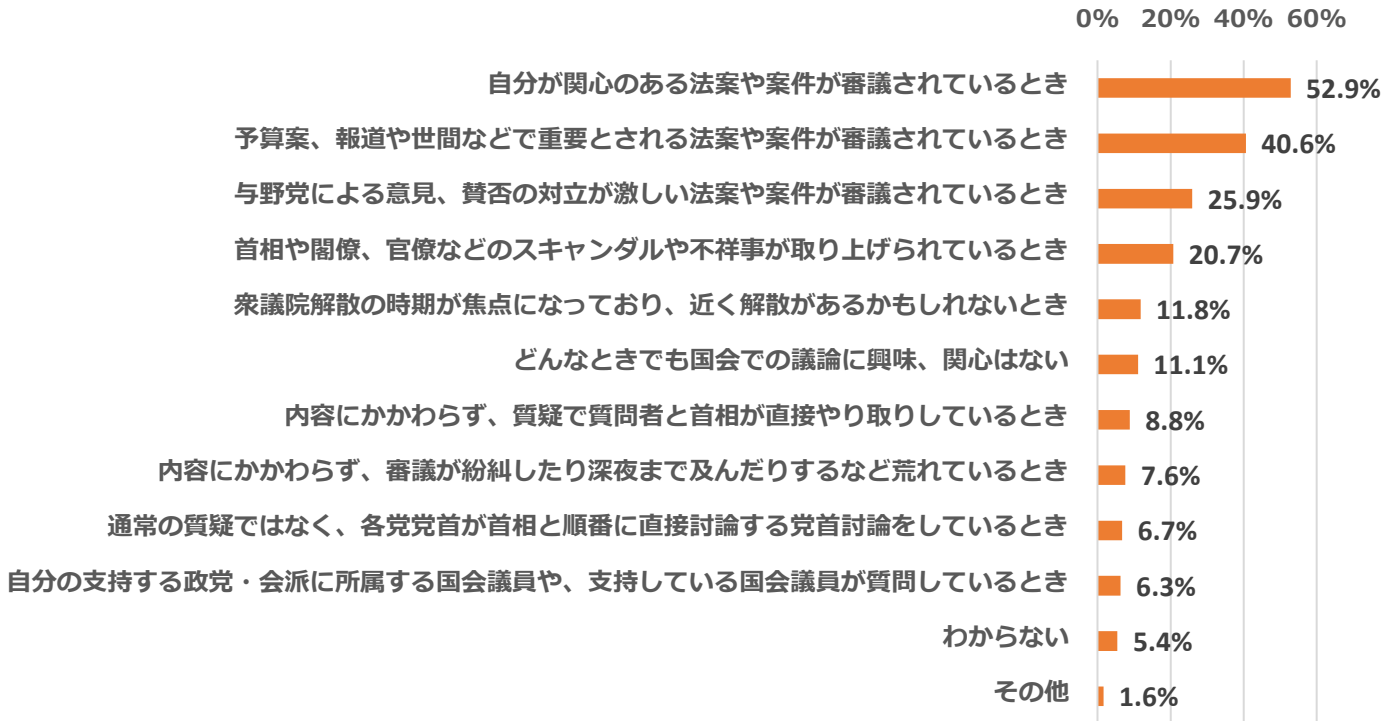 0% 20% 40% 60%
自分が関心のある法案や案件が審議されているとき 52.9%
予算案、報道や世間などで重要とされる法案や案件が審議されているとき 40.6%
与野党による意見、賛否の対立が激しい法案や案件が審議されているとき 25.9%
首相や閣僚、官僚などのスキャンダルや不祥事が取り上げられているとき 20.7%
衆議院解散の時期が焦点になっており、近く解散があるかもしれないとき 11.8%
どんなときでも国会での議論に興味、関心はない 11.1%
内容にかかわらず、質疑で質問者と首相が直接やり取りしているとき 8.8%
内容にかかわらず、審議が紛糾したり深夜まで及んだりするなど荒れているとき 7.6%
通常の質疑ではなく、各党党首が首相と順番に直接討論する党首討論をしているとき 6.7%
自分の支持する政党・会派に所属する国会議員や、支持している国会議員が質問しているとき 6.3%
わからない 5.4%
その他 1.6%